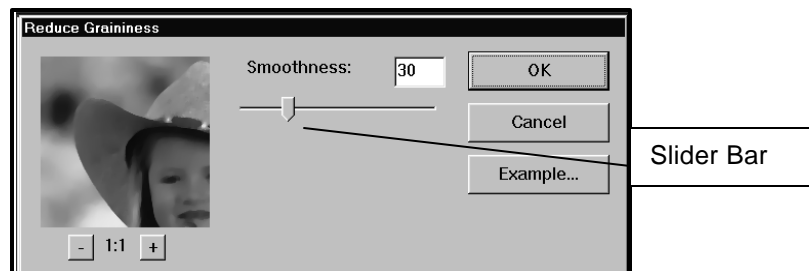 Reduce Graininess
Smoothness: 30
OK
Cancel
Example...
Slider Bar
- 1:1 +